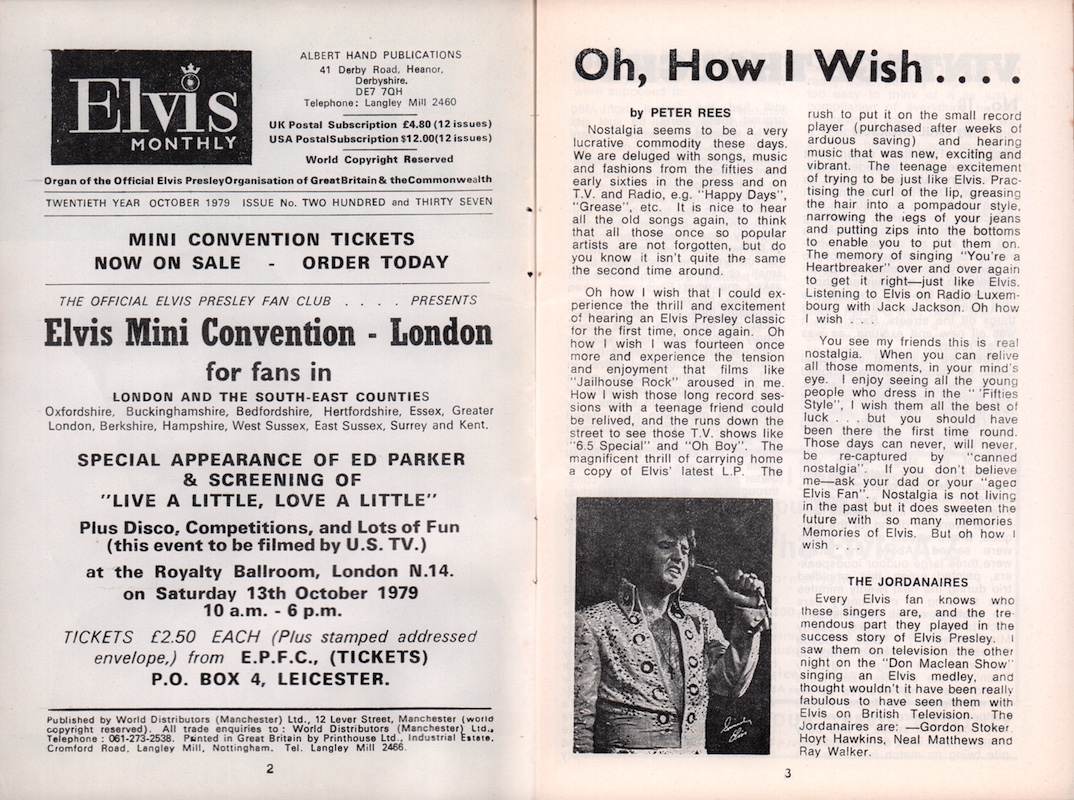 Elvis
MONTHLY
ALBERT HAND PUBLICATIONS
41 Derby Road, Heanor,
Derbyshire.
DE7 7QH
Telephone: Langley Mill 2460
UK Postal Subscription £4.80 (12 issues)
USA Postal Subscription $12.00 (12 issues)
World Copyright Reserved
Organ of the Official Elvis Presley Organisation of Great Britain & the Commonwealth
TWENTIETH YEAR OCTOBER 1979 ISSUE No. TWO HUNDRED and THIRTY SEVEN
MINI CONVENTION TICKETS
NOW ON SALE - ORDER TODAY
THE OFFICIAL ELVIS PRESLEY FAN CLUB . . . . PRESENTS
Elvis Mini Convention - London
for fans in
LONDON AND THE SOUTH-EAST COUNTIES
Oxfordshire, Buckinghamshire, Bedfordshire, Hertfordshire, Essex, Greater
London, Berkshire, Hampshire, West Sussex, East Sussex, Surrey and Kent.
SPECIAL APPEARANCE OF ED PARKER
& SCREENING OF
"LIVE A LITTLE, LOVE A LITTLE"
Plus Disco, Competitions, and Lots of Fun
(this event to be filmed by U.S. TV.)
at the Royalty Ballroom, London N.14.
on Saturday 13th October 1979
10 a.m. - 6 p.m.
TICKETS £2.50 EACH (Plus stamped addressed
envelope,) from E.P.F.C., (TICKETS)
P.O. BOX 4, LEICESTER.
Published by World Distributors (Manchester) Ltd., 12 Lever Street, Manchester (world
copyright reserved). All trade enquiries to: World Distributors (Manchester) Ltd.,
Telephone : 061-273-2538. Printed in Great Britain by Printhouse Ltd., Industrial Estate,
Cromford Road, Langley Mill, Nottingham. Tel. Langley Mill 2466.
2
Oh, How I Wish . . . .
by PETER REES
Nostalgia seems to be a very
lucrative commodity these days.
We are deluged with songs, music
and fashions from the fifties and
early sixties in the press and on
T.V. and Radio, e.g. "Happy Days",
"Grease", etc. It is nice to hear
all the old songs again, to think
that all those once so popular
artists are not forgotten, but do
you know it isn't quite the same
the second time around.
Oh how I wish that I could ex-
perience the thrill and excitement
of hearing an Elvis Presley classic
for the first time, once again. Oh
how I wish I was fourteen once
more and experience the tension
and enjoyment that films like
"Jailhouse Rock" aroused in me.
How I wish those long record ses-
sions with a teenage friend could
be relived, and the runs down the
street to see those T.V. shows like
"6.5 Special" and "Oh Boy". The
magnificent thrill of carrying home
a copy of Elvis' latest L.P. The
rush to put it on the small record
player (purchased after weeks of
arduous saving) and hearing
music that was new, exciting and
vibrant. The teenage excitement
of trying to be just like Elvis. Prac-
tising the curl of the lip, greasing
the hair into a pompadour style,
narrowing the legs of your jeans
and putting zips into the bottoms
to enable you to put them on.
The memory of singing "You're a
Heartbreaker" over and over again
to get it right—just like Elvis.
Listening to Elvis on Radio Luxem-
bourg with Jack Jackson. Oh how
I wish . . .
You see my friends this is real
nostalgia. When you can relive
all those moments, in your mind's
eye. I enjoy seeing all the young
people who dress in the " 'Fifties
Style", I wish them all the best of
luck . . . but you should have
been there the first time round.
Those days can never, will never,
be re-captured by "canned
nostalgia". If you don't believe
me—ask your dad or your "aged
Elvis Fan". Nostalgia is not living
in the past but it does sweeten the
future with so many memories
Memories of Elvis. But oh how I
wish . . .
THE JORDANAIRES
Every Elvis fan knows who
these singers are, and the tre-
mendous part they played in the
success story of Elvis Presley. I
saw them on television the other
night on the "Don Maclean Show"
singing an Elvis medley, and
thought wouldn't it have been really
fabulous to have seen them with
Elvis on British Television. The
Jordanaires are: —Gordon Stoker,
Hoyt Hawkins, Neal Matthews and
Ray Walker.
3